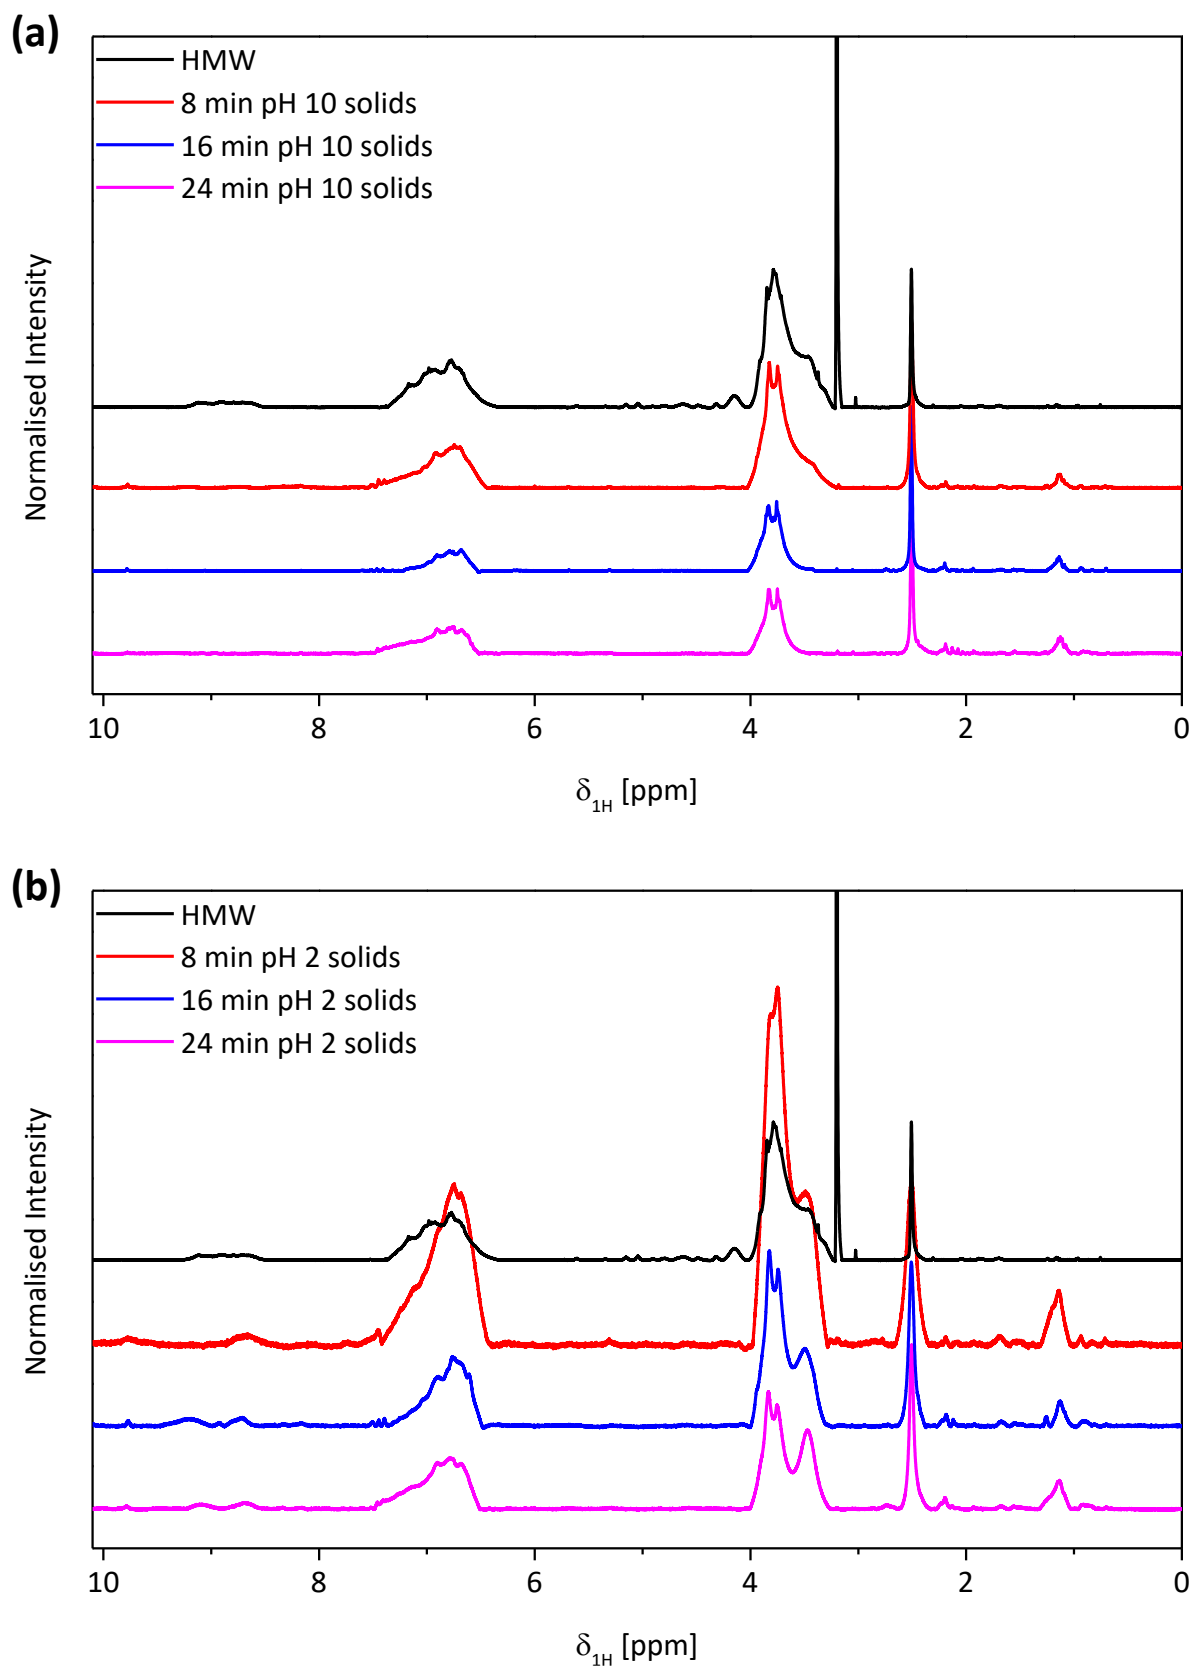 (a)
HMW
8 min pH 10 solids
16 min pH 10 solids
24 min pH 10 solids
Normalised Intensity
10 8 6 4 2 0
δ1H [ppm]
(b)
HMW
8 min pH 2 solids
16 min pH 2 solids
24 min pH 2 solids
Normalised Intensity
10 8 6 4 2 0
δ1H [ppm]